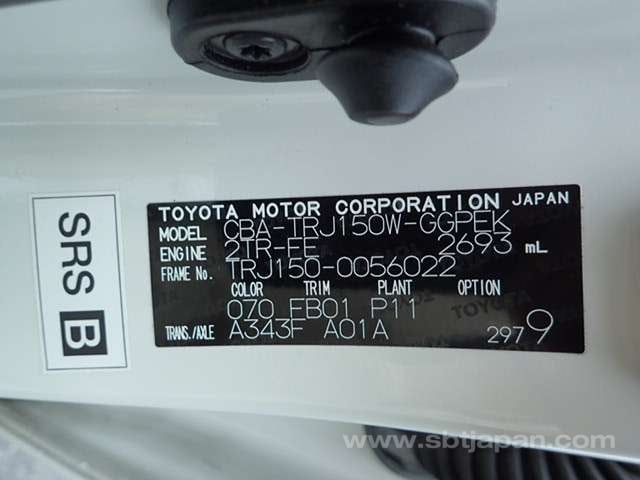 SRS B
TOYOTA MOTOR CORPORATION JAPAN
MODEL CBA-TRJ150W-GGPEK
ENGINE 2TR-FE 2693 mL
FRAME No. TRJ150-0056022
COLOR TRIM PLANT OPTION
070 EB01 P11
TRANS./AXLE A343F A01A
2979
www.sbtjapan.com